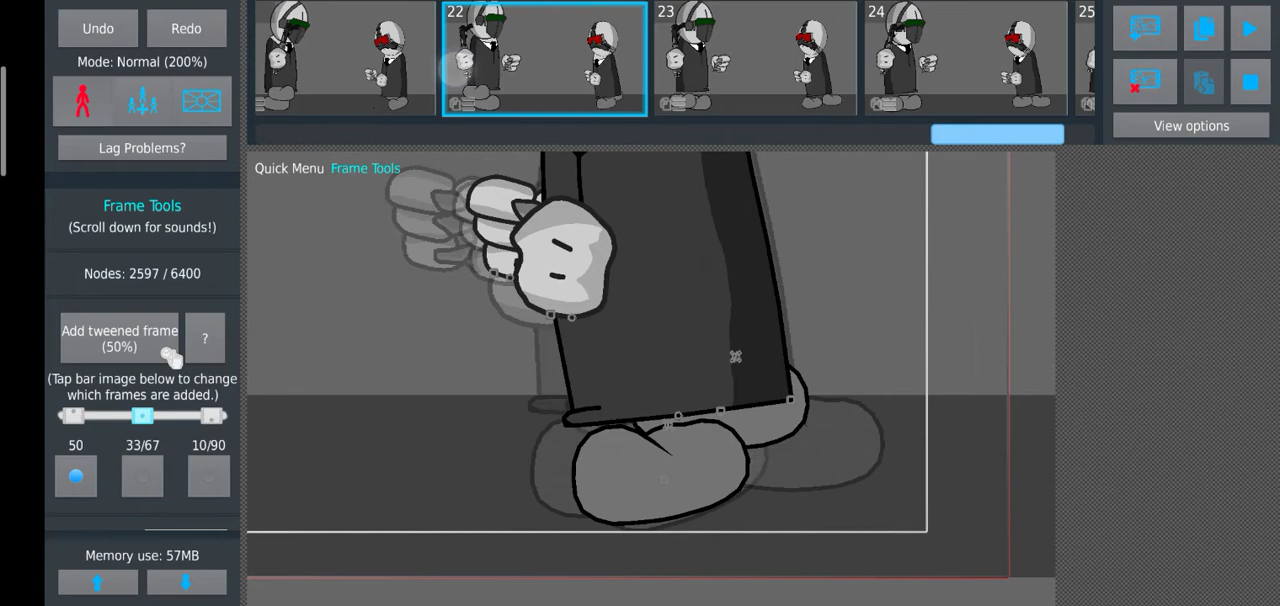 Undo
Redo
Mode: Normal (200%)
Lag Problems?
Frame Tools
(Scroll down for sounds!)
Nodes: 2597 / 6400
Add tweened frame
(50%)
?
(Tap bar image below to change
which frames are added.)
50
33/67
10/90
Memory use: 57MB
22
23
24
25
View options
Quick Menu
Frame Tools